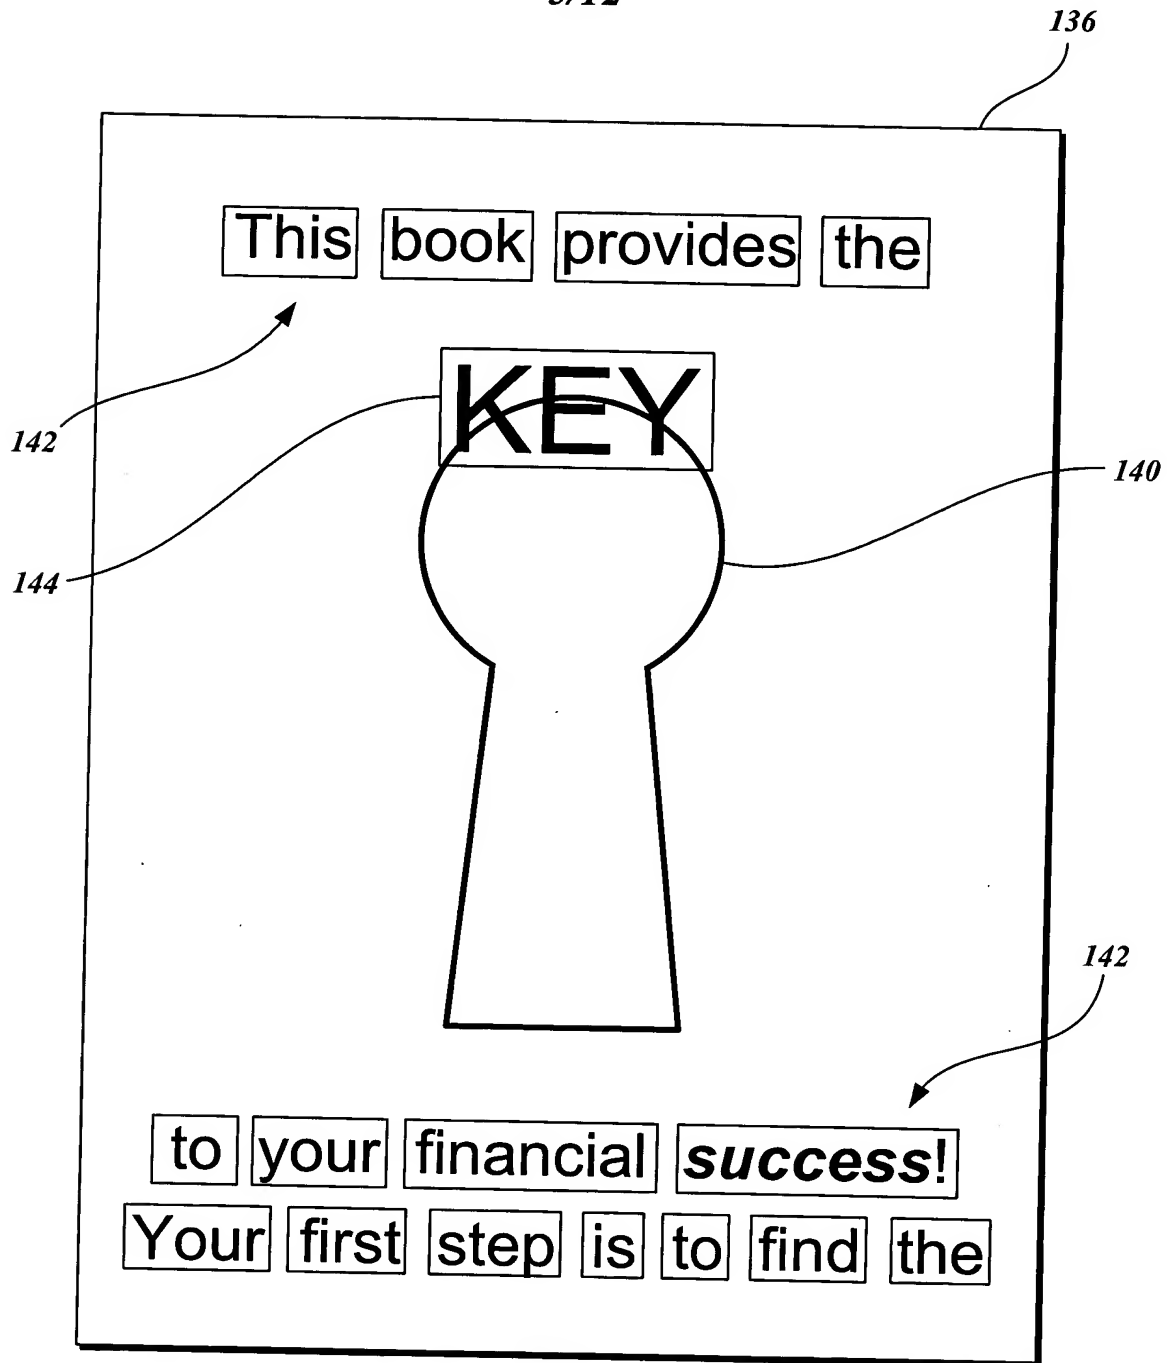 136
This book provides the
142
KEY
140
144
142
to your financial success!
Your first step is to find the